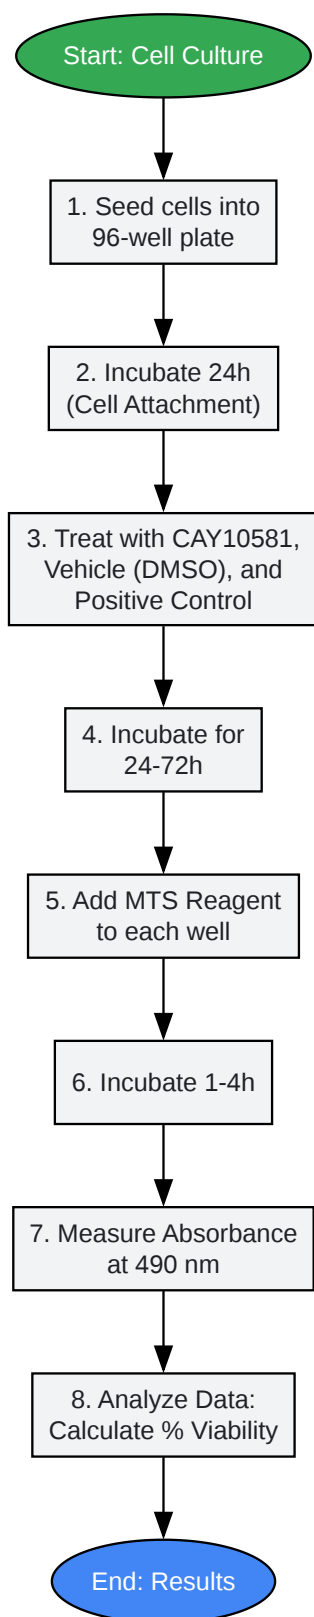 Start: Cell Culture
1. Seed cells into
96-well plate
2. Incubate 24h
(Cell Attachment)
3. Treat with CAY10581,
Vehicle (DMSO), and
Positive Control
4. Incubate for
24-72h
5. Add MTS Reagent
to each well
6. Incubate 1-4h
7. Measure Absorbance
at 490 nm
8. Analyze Data:
Calculate % Viability
End: Results